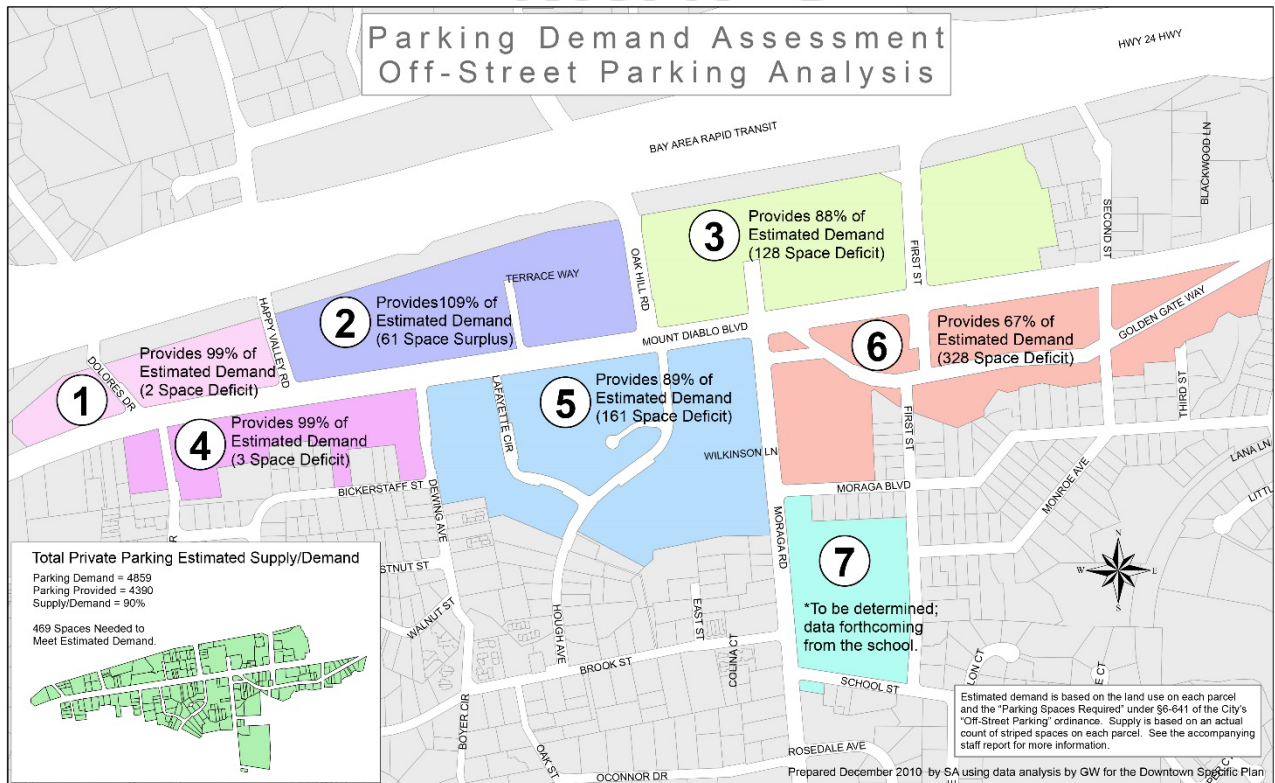 Parking Demand Assessment
Off-Street Parking Analysis
HWY 24 HWY
BAY AREA RAPID TRANSIT
BLACKWOOD LN
SECOND ST
FIRST ST
OAK HILL RD
TERRACE WAY
HAPPY VALLEY RD
DOLORES DR
MOUNT DIABLO BLVD
GOLDEN GATE WAY
3
Provides 88% of
Estimated Demand
(128 Space Deficit)
2
Provides109% of
Estimated Demand
(61 Space Surplus)
6
Provides 67% of
Estimated Demand
(328 Space Deficit)
1
Provides 99% of
Estimated Demand
(2 Space Deficit)
5
Provides 89% of
Estimated Demand
(161 Space Deficit)
4
Provides 99% of
Estimated Demand
(3 Space Deficit)
LAFAYETTE CIR
THIRD ST
FIRST ST
WILKINSON LN
LANA LN
BICKERSTAFF ST
DEWING AVE
MORAGA BLVD
MONROE AVE
LITTL
MORAGA RD
7
*To be determined;
data forthcoming
from the school.
R
STNUT ST
WALNUT ST
HOUGH AVE
EAST ST
COLINA CT
BROOK ST
BOYER CIR
OAK ST
SCHOOL ST
LON CT
E CT
ROSEDALE AVE
OCONNOR DR
PER CT
N
W
E
S
Total Private Parking Estimated Supply/Demand
Parking Demand = 4859
Parking Provided = 4390
Supply/Demand = 90%
469 Spaces Needed to
Meet Estimated Demand.
Estimated demand is based on the land use on each parcel
and the "Parking Spaces Required" under §6-641 of the City's
"Off-Street Parking" ordinance. Supply is based on an actual
count of striped spaces on each parcel. See the accompanying
staff report for more information.
Prepared December 2010 by SA using data analysis by GW for the Downtown Specific Plan